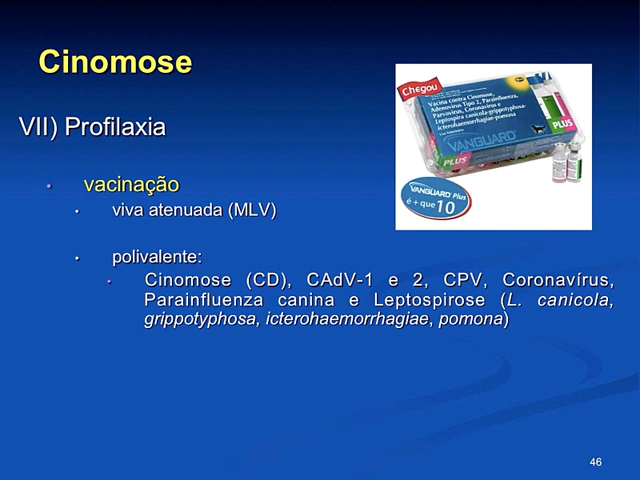 Cinomose
VII) Profilaxia
vacinação
viva atenuada (MLV)
polivalente:
Cinomose (CD), CAdV-1 e 2, CPV, Coronavírus,
Parainfluenza canina e Leptospirose (L. canicola,
grippotyphosa, icterohaemorrhagiae, pomona)
Chegou
Vacina contra Cinomose,
Adenovírus Tipo 2, Parainfluenza,
Parvovírus, Coronavírus e
Leptospira canicola-grippotyphosa-
icterohaemorrhagiae-pomona
VANGUARD
PLUS
PLUS
VANGUARD Plus
é + que 10
46